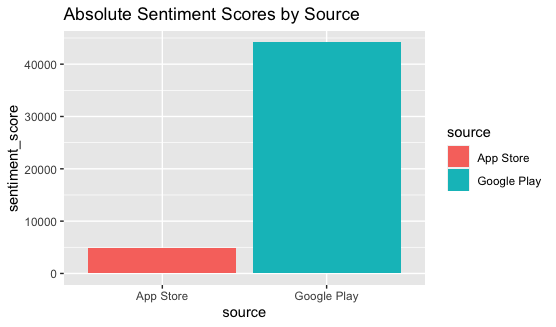 Absolute Sentiment Scores by Source
sentiment_score
40000
30000
20000
10000
0
App Store
Google Play
source
source
App Store
Google Play